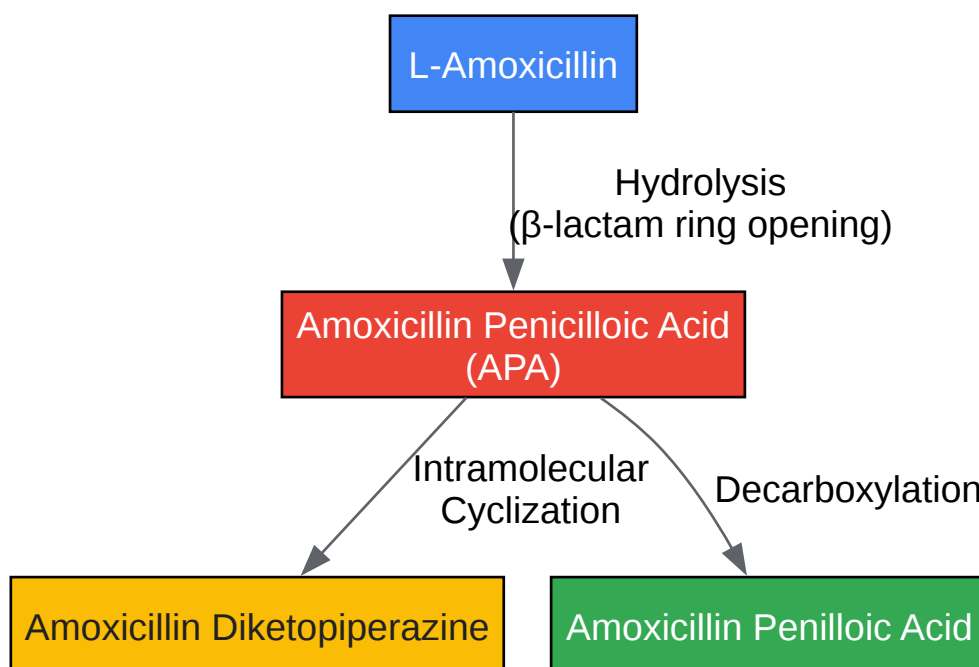 L-Amoxicillin
Hydrolysis
(β-lactam ring opening)
Amoxicillin Penicilloic Acid
(APA)
Intramolecular
Cyclization
Decarboxylation
Amoxicillin Diketopiperazine
Amoxicillin Penilloic Acid